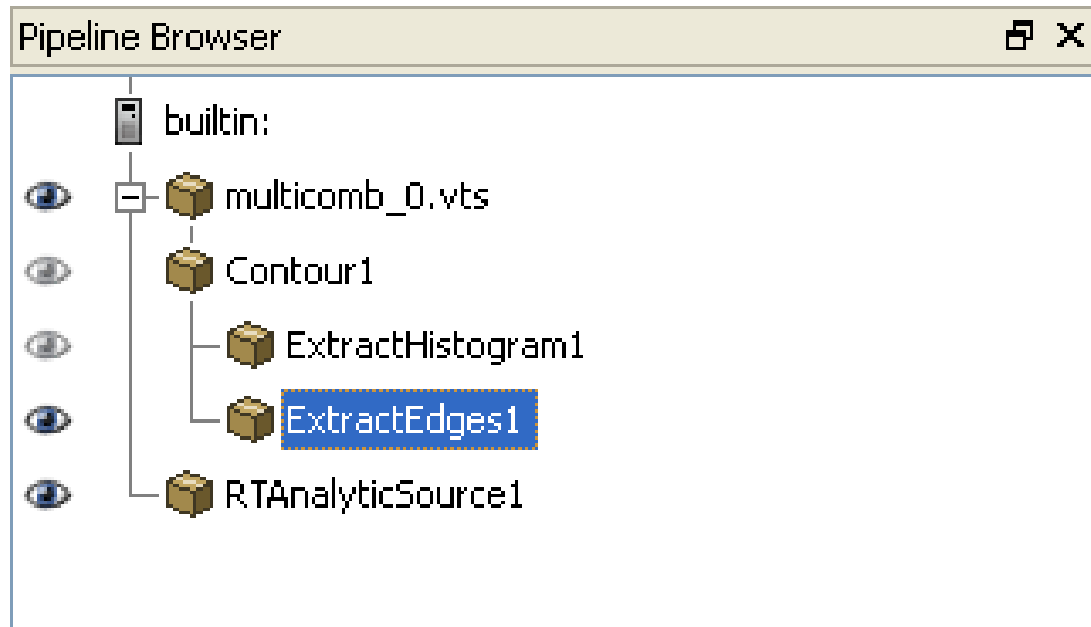 Pipeline Browser
builtin:
multicomb_0.vts
Contour1
ExtractHistogram1
ExtractEdges1
RTAnalyticSource1